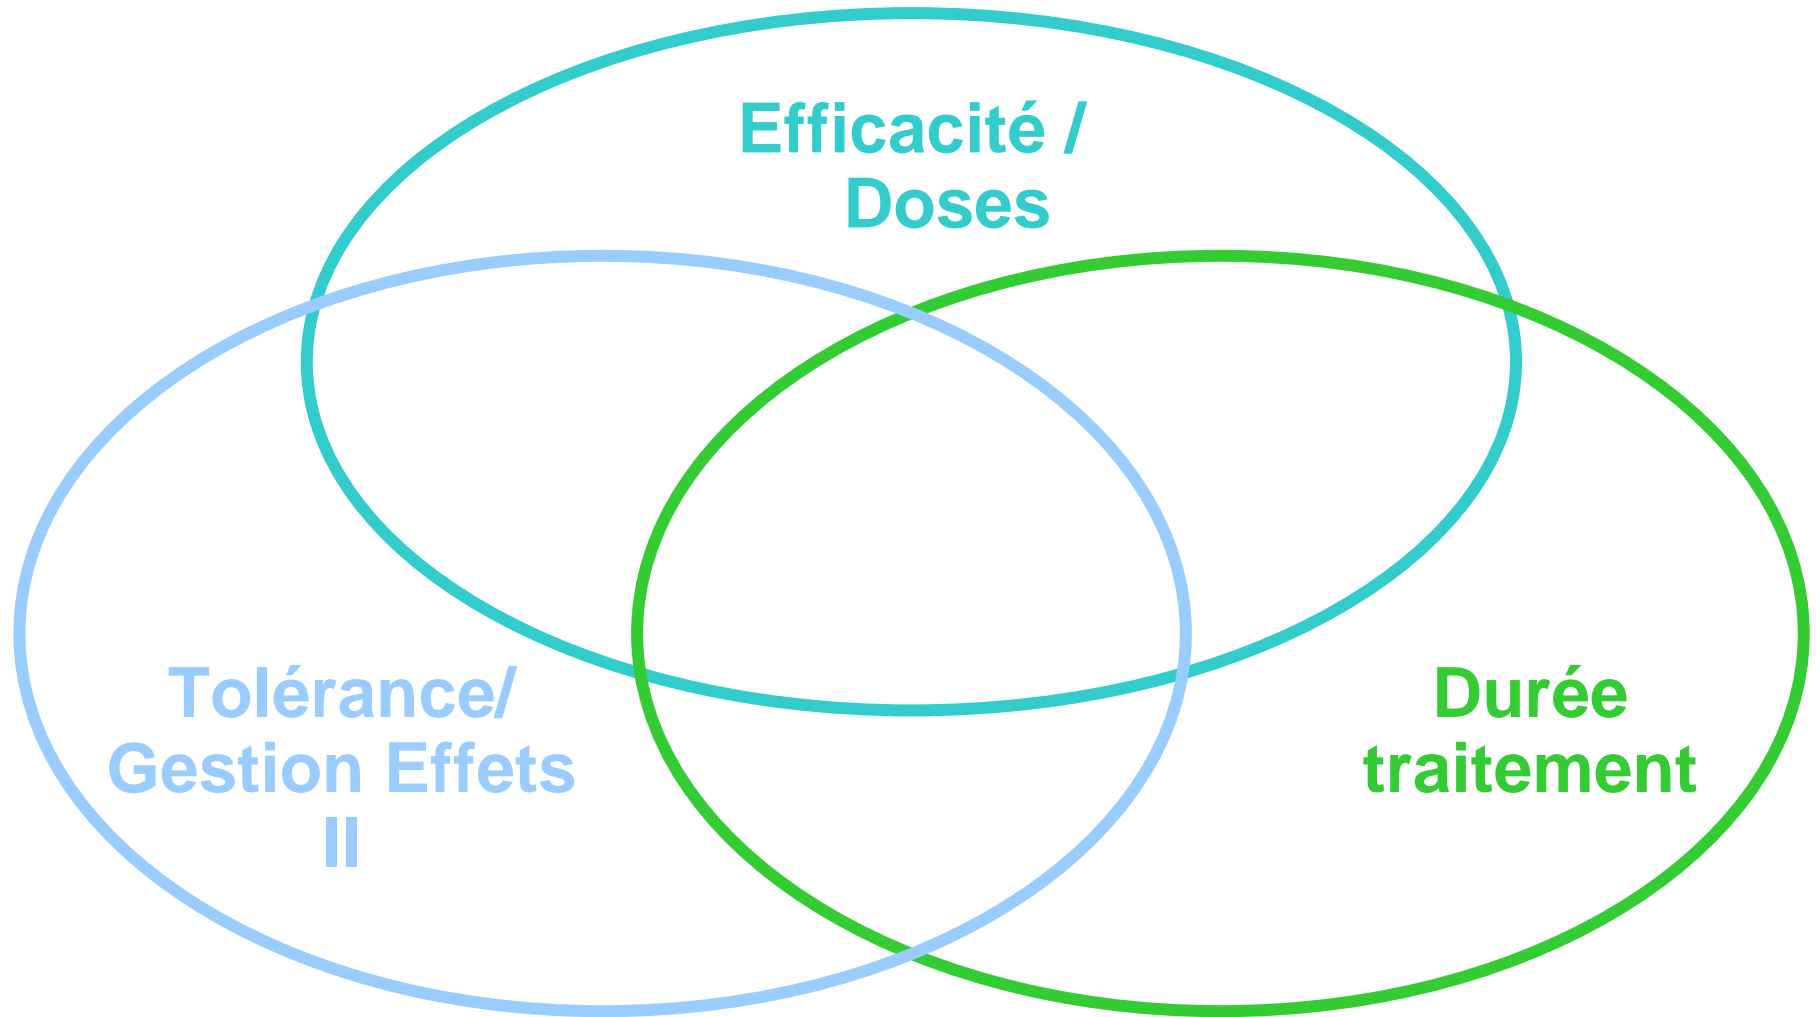 Efficacité /
Doses
Tolérance/
Gestion Effets
II
Durée
traitement